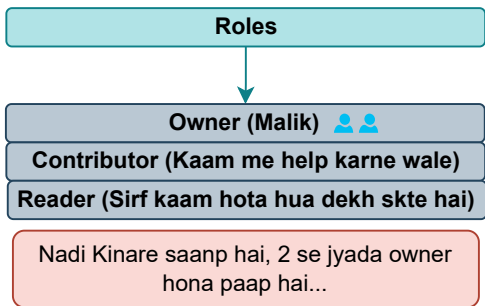 Roles
Owner (Malik)
Contributor (Kaam me help karne wale)
Reader (Sirf kaam hota hua dekh skte hai)
Nadi Kinare saanp hai, 2 se jyada owner
hona paap hai...